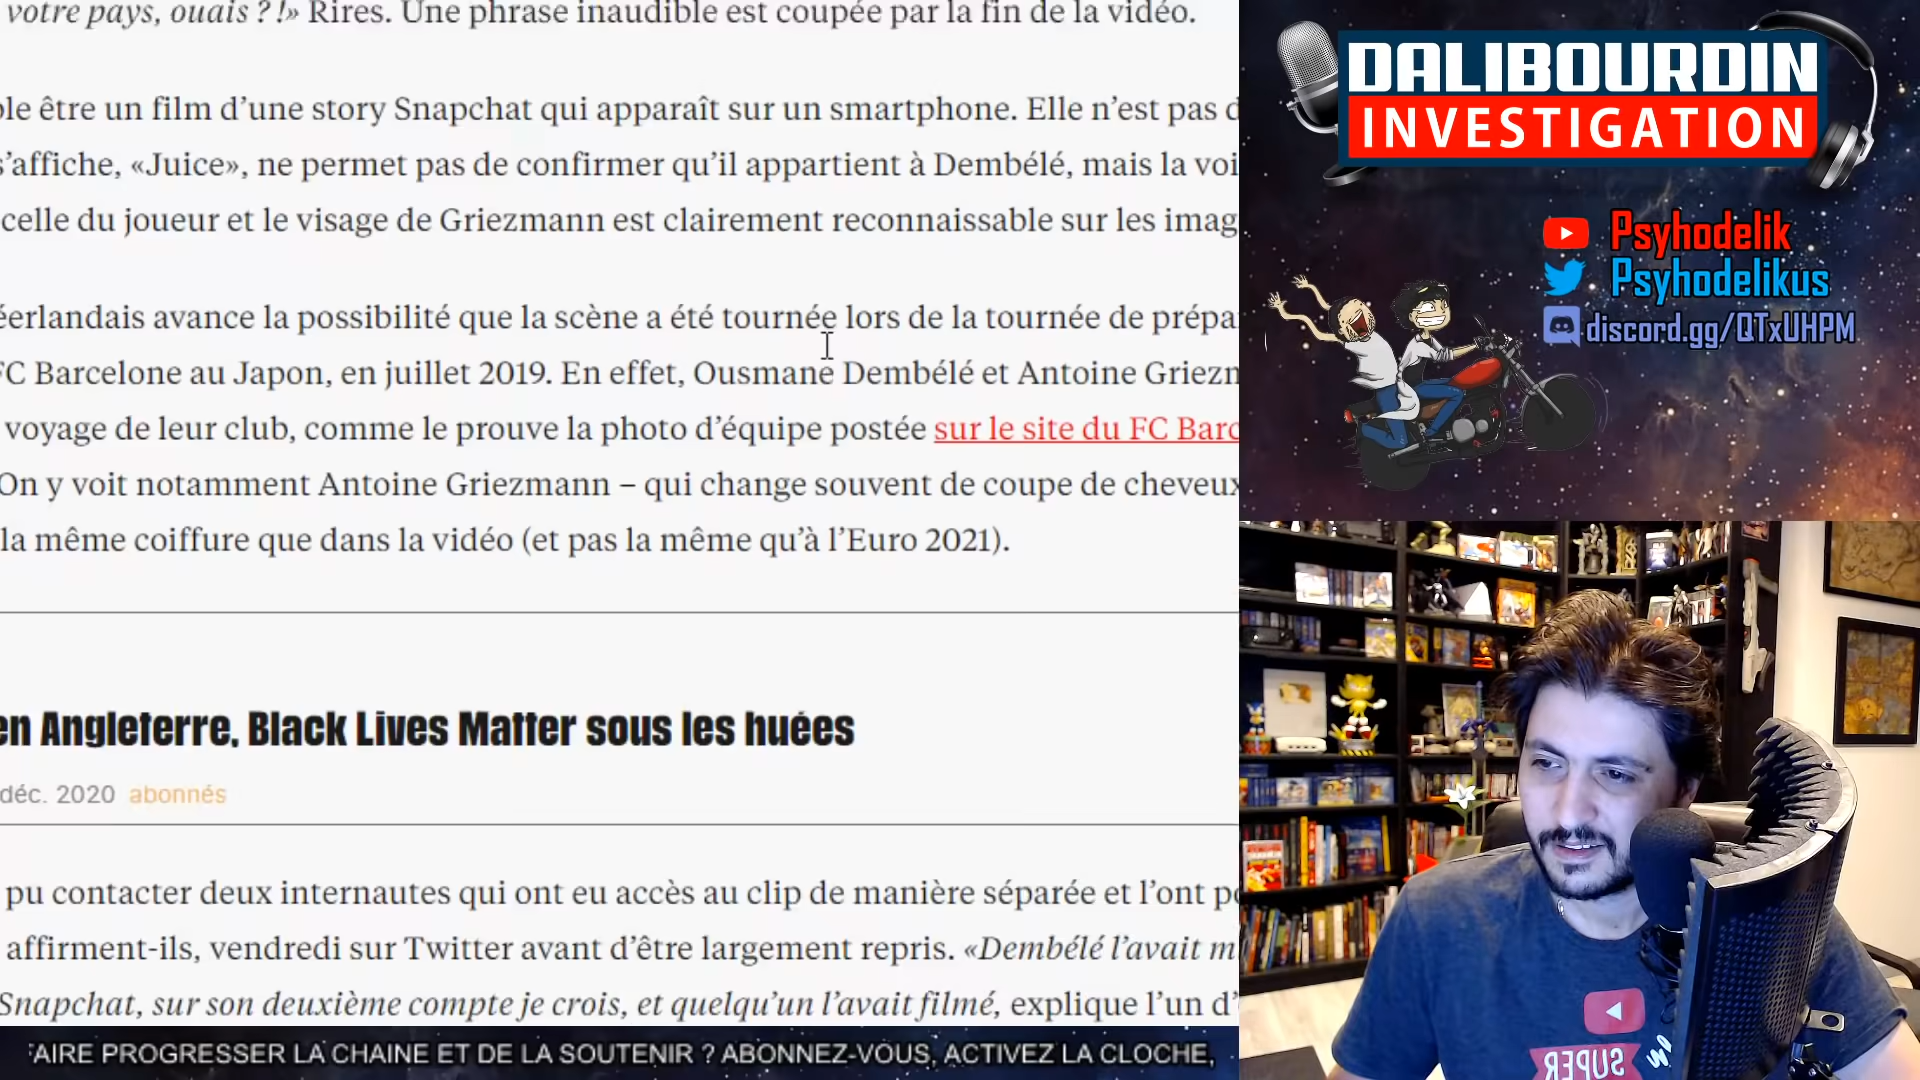 votre pays, ouais ?!» Rires. Une phrase inaudible est coupée par la fin de la vidéo.
être un film d’une story Snapchat qui apparaît sur un smartphone. Elle n’est pas
s’affiche, «Juice», ne permet pas de confirmer qu’il appartient à Dembélé, mais la
celle du joueur et le visage de Griezmann est clairement reconnaissable sur les
avance la possibilité que la scène a été tournée lors de la tournée de
FC Barcelone au Japon, en juillet 2019. En effet, Ousmane Dembélé et Antoine
voyage de leur club, comme le prouve la photo d’équipe postée sur le site du FC
On y voit notamment Antoine Griezmann – qui change souvent de coupe de cheveux
la même coiffure que dans la vidéo (et pas la même qu’à l’Euro 2021).
en Angleterre, Black Lives Matter sous les huées
déc. 2020 abonnés
pu contacter deux internautes qui ont eu accès au clip de manière séparée et l’ont
affirment-ils, vendredi sur Twitter avant d’être largement repris. «Dembélé l’avait
Snapchat, sur son deuxième compte je crois, et quelqu’un l’avait filmé, explique l’un
AIRE PROGRESSER LA CHAINE ET DE LA SOUTENIR ? ABONNEZ-VOUS, ACTIVEZ LA CLOCHE,
DALIBOURDIN
INVESTIGATION
Psyhodelik
Psyhodelikus
discord.gg/QTxUHPM
SUPER